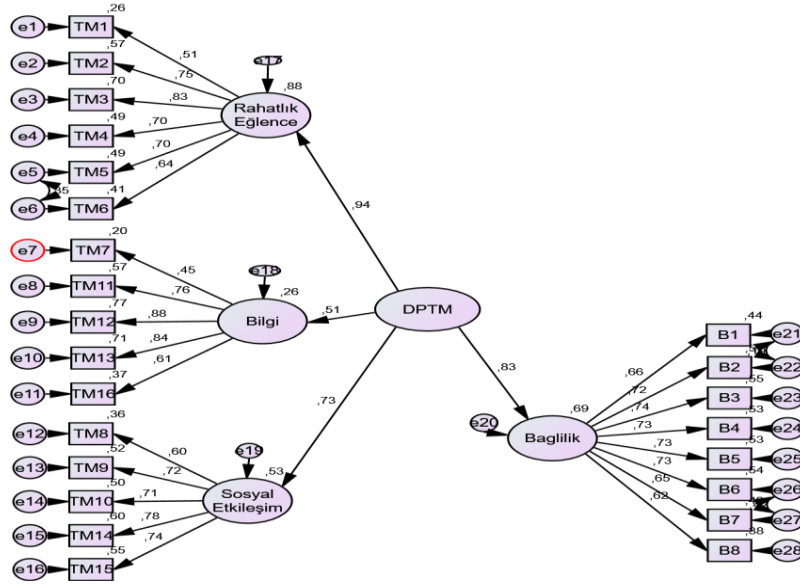 ,26
e1 TM1
,57
e2 TM2
,70
e3 TM3
,49
e4 TM4
,49
e5 TM5
,41
e6 TM6
,51
,75
,83
,70
,70
,64
e17
,88
Rahatlık
Eğlence
,94
,20
e7 TM7
,57
e8 TM11
,77
e9 TM12
,71
e10 TM13
,37
e11 TM16
,45
,76
,88
,84
,61
e18
,26
Bilgi
,51
DPTM
,36
e12 TM8
,52
e13 TM9
,50
e14 TM10
,60
e15 TM14
,55
e16 TM15
,60
,72
,71
,78
,74
e19
,53
Sosyal
Etkileşim
,73
,83
e20
,69
Baglilik
,66
,72
,74
,73
,73
,73
,65
,62
,44
B1 e21
B2 e22
,55
B3 e23
,53
B4 e24
,53
B5 e25
,54
B6 e26
B7 e27
B8 e28